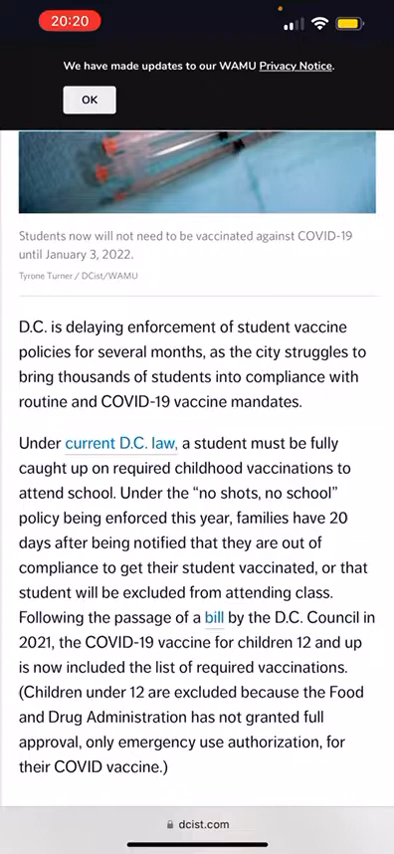 20:20
We have made updates to our WAMU Privacy Notice.
OK
Students now will not need to be vaccinated against COVID-19
until January 3, 2022.
Tyrone Turner / DCist/WAMU
D.C. is delaying enforcement of student vaccine
policies for several months, as the city struggles to
bring thousands of students into compliance with
routine and COVID-19 vaccine mandates.
Under current D.C. law, a student must be fully
caught up on required childhood vaccinations to
attend school. Under the “no shots, no school”
policy being enforced this year, families have 20
days after being notified that they are out of
compliance to get their student vaccinated, or that
student will be excluded from attending class.
Following the passage of a bill by the D.C. Council in
2021, the COVID-19 vaccine for children 12 and up
is now included the list of required vaccinations.
(Children under 12 are excluded because the Food
and Drug Administration has not granted full
approval, only emergency use authorization, for
their COVID vaccine.)
dcist.com